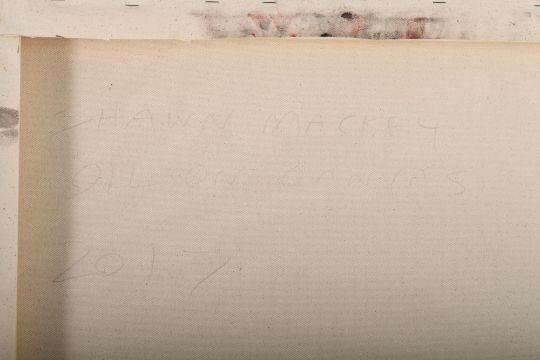 SHAWN MACKEY
OIL ON CANVAS
2017